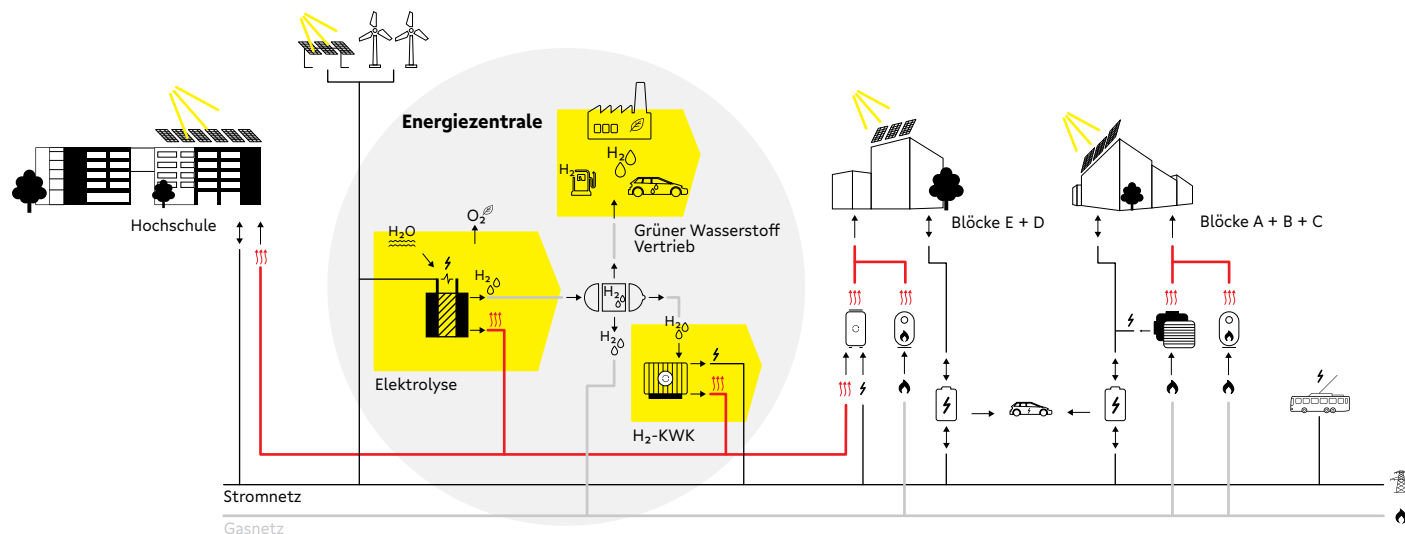 Energiezentrale
H₂
H₂
Hochschule
O₂
Grüner Wasserstoff
Vertrieb
Blöcke E + D
Blöcke A + B + C
H₂O
H₂
H₂
H₂
H₂
Elektrolyse
H₂-KWK
Stromnetz
Gasnetz